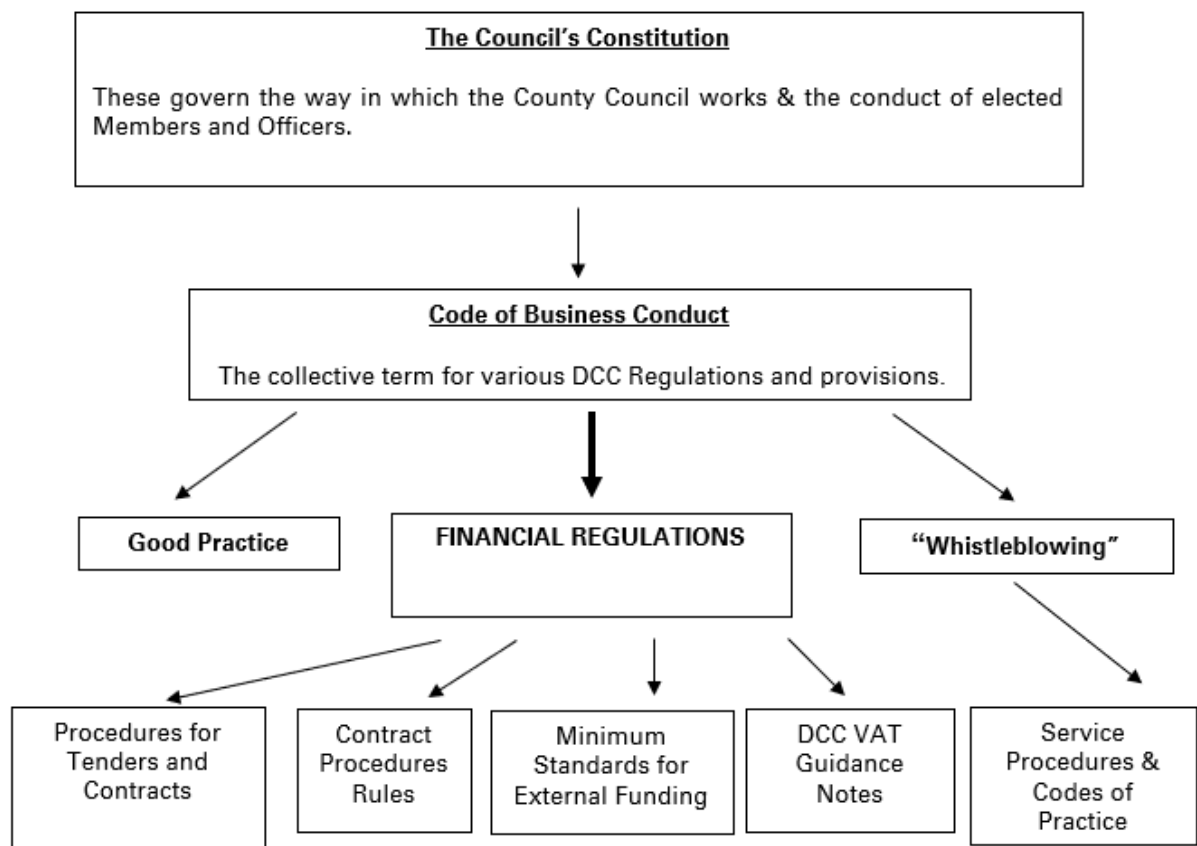 The Council's Constitution
These govern the way in which the County Council works & the conduct of elected
Members and Officers.
Code of Business Conduct
The collective term for various DCC Regulations and provisions.
Good Practice
FINANCIAL REGULATIONS
“Whistleblowing”
Procedures for
Tenders and
Contracts
Contract
Procedures
Rules
Minimum
Standards for
External Funding
DCC VAT
Guidance
Notes
Service
Procedures &
Codes of
Practice